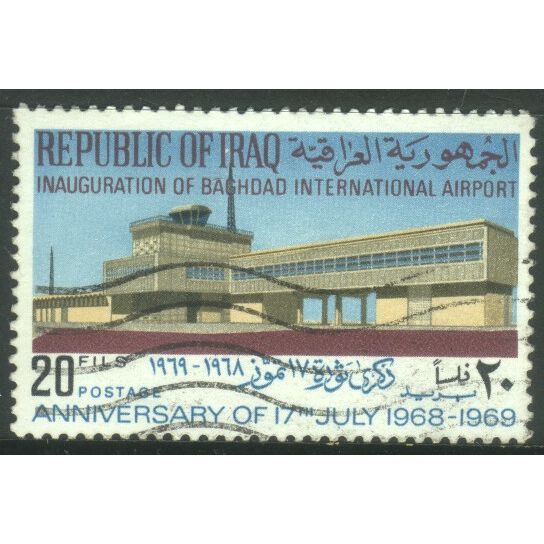 REPUBLIC OF IRAQ الجمهورية العراقية
INAUGURATION OF BAGHDAD INTERNATIONAL AIRPORT
20 FILS ١٩٦٩-١٩٦٨ ذكرى ثورة ١٧ تموز ٢٠ فلساً
POSTAGE بريد
ANNIVERSARY OF 17TH JULY 1968-1969